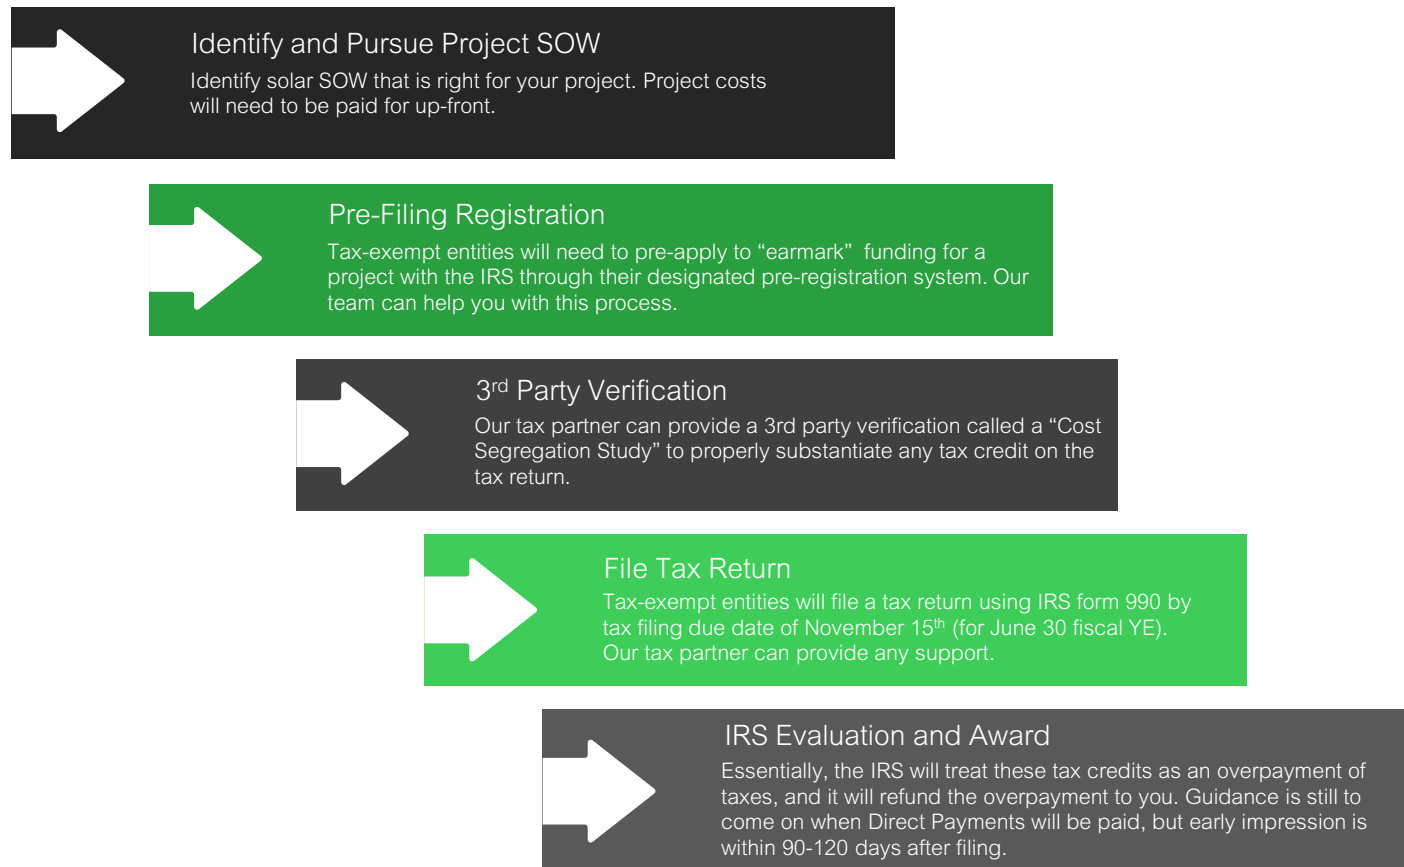 Identify and Pursue Project SOW
Identify solar SOW that is right for your project. Project costs
will need to be paid for up-front.
Pre-Filing Registration
Tax-exempt entities will need to pre-apply to “earmark”  funding for a
project with the IRS through their designated pre-registration system. Our
team can help you with this process.
3rd Party Verification
Our tax partner can provide a 3rd party verification called a “Cost
Segregation Study” to properly substantiate any tax credit on the
tax return.
File Tax Return
Tax-exempt entities will file a tax return using IRS form 990 by
tax filing due date of November 15th (for June 30 fiscal YE).
Our tax partner can provide any support.
IRS Evaluation and Award
Essentially, the IRS will treat these tax credits as an overpayment of
taxes, and it will refund the overpayment to you. Guidance is still to
come on when Direct Payments will be paid, but early impression is
within 90-120 days after filing.